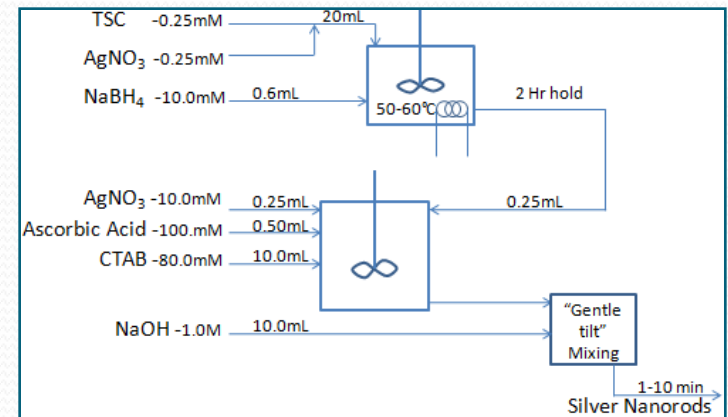 TSC -0.25mM 20mL
AgNO₃ -0.25mM
NaBH₄ -10.0mM 0.6mL
50-60°C
2 Hr hold
AgNO₃ -10.0mM 0.25mL
0.25mL
Ascorbic Acid -100.mM 0.50mL
CTAB -80.0mM 10.0mL
NaOH -1.0M 10.0mL
“Gentle
tilt”
Mixing
1-10 min
Silver Nanorods